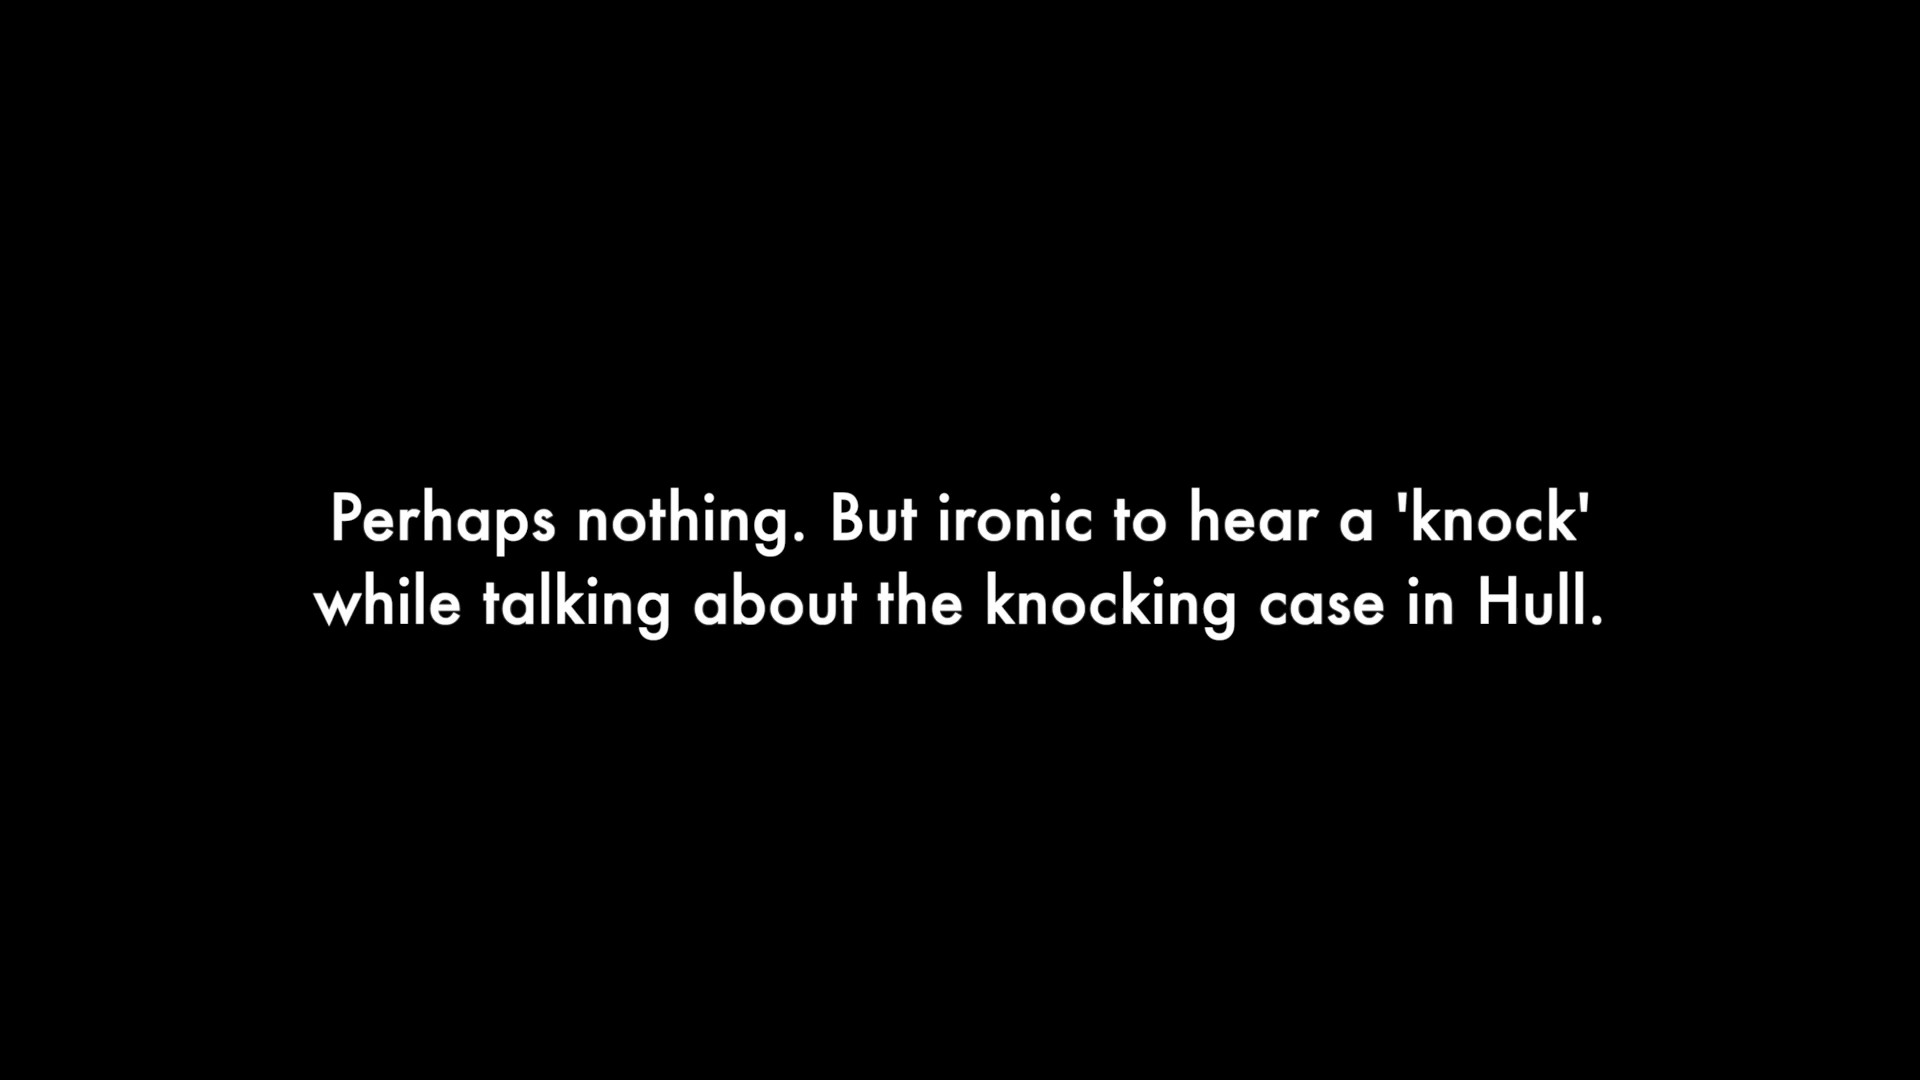 Perhaps nothing. But ironic to hear a 'knock'
while talking about the knocking case in Hull.